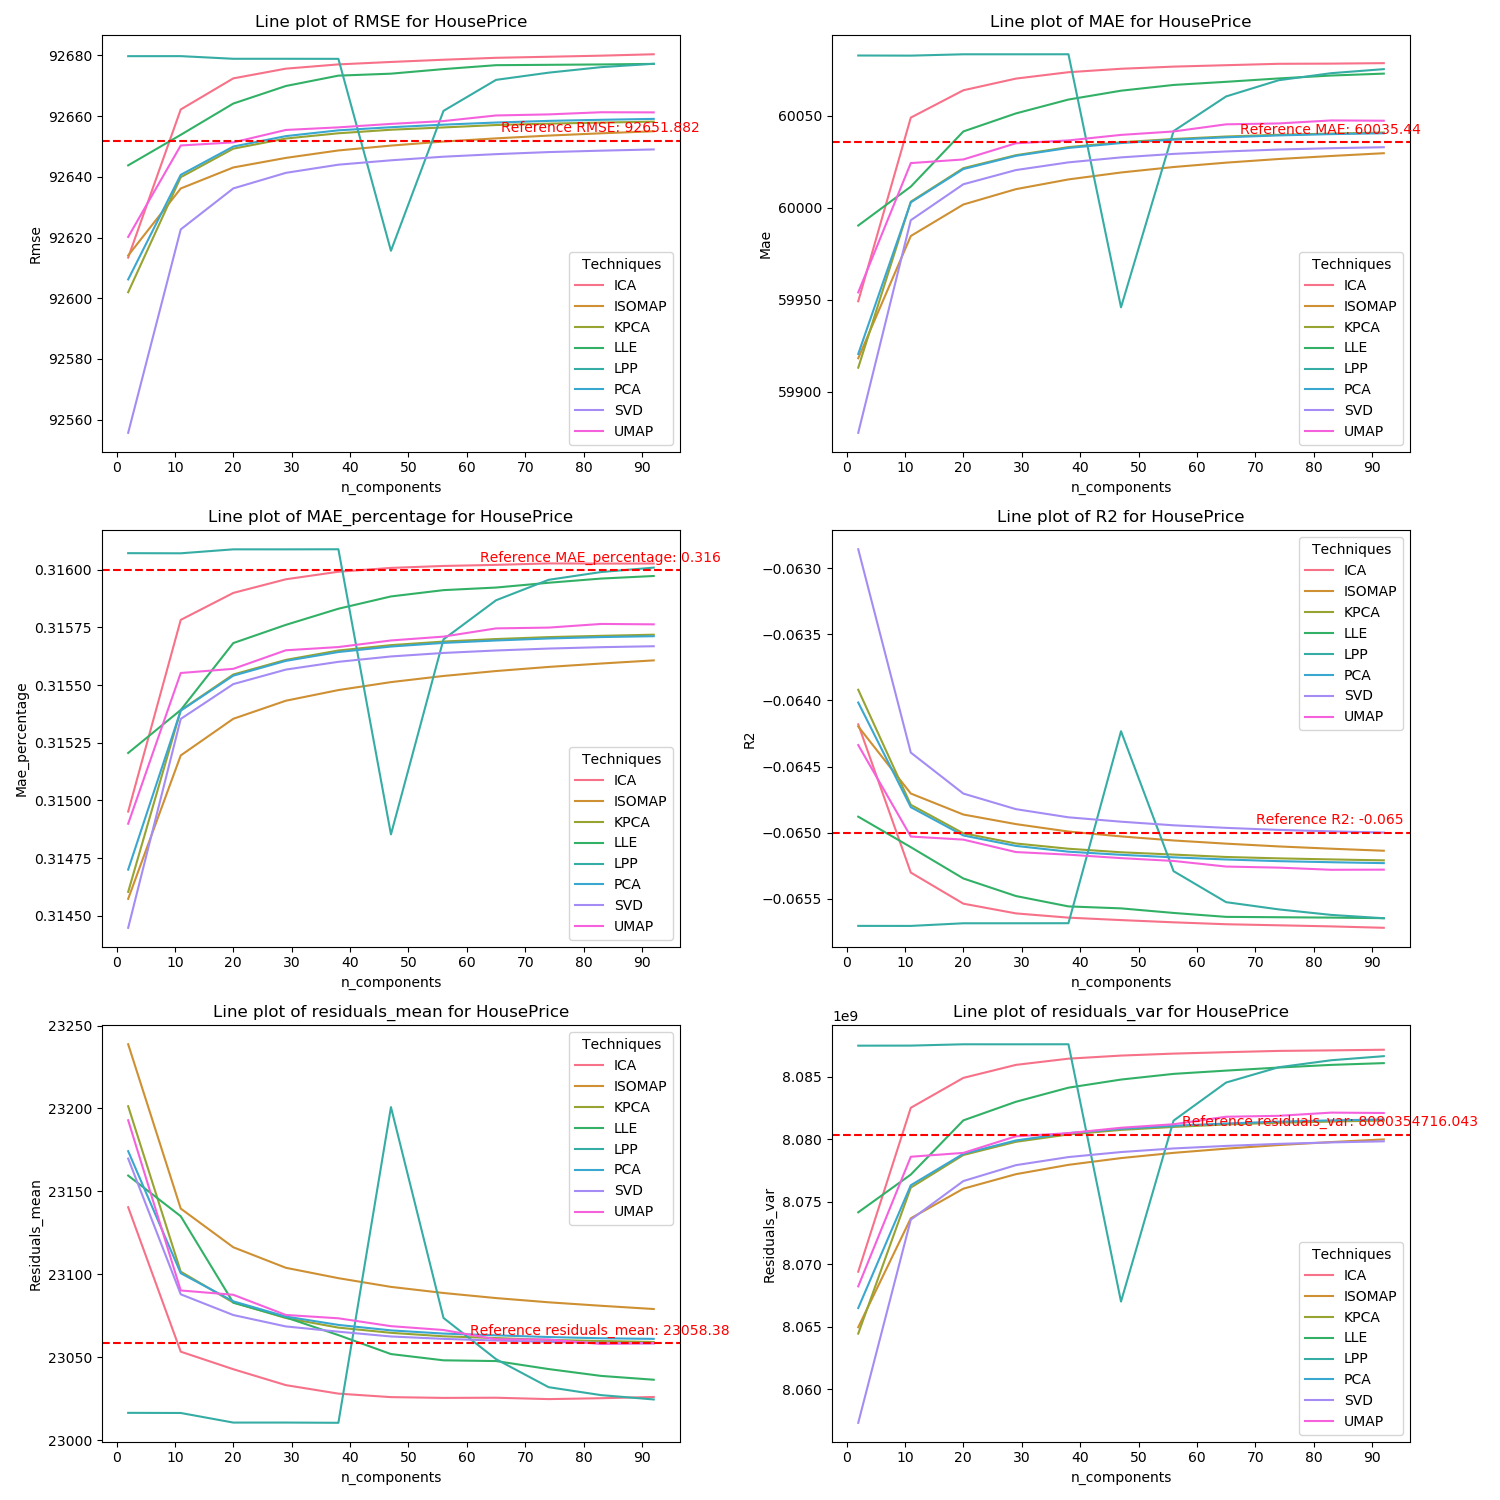 Line plot of RMSE for HousePrice
92680
92660
92640
92620
92600
92580
92560
Rmse
Reference RMSE: 92651.882
Techniques
ICA
ISOMAP
KPCA
LLE
LPP
PCA
SVD
UMAP
0 10 20 30 40 50 60 70 80 90
n_components
Line plot of MAE for HousePrice
60050
60000
59950
59900
Mae
Reference MAE: 60035.44
Techniques
ICA
ISOMAP
KPCA
LLE
LPP
PCA
SVD
UMAP
0 10 20 30 40 50 60 70 80 90
n_components
Line plot of MAE_percentage for HousePrice
0.31600
0.31575
0.31550
0.31525
0.31500
0.31475
0.31450
Mae_percentage
Reference MAE_percentage: 0.316
Techniques
ICA
ISOMAP
KPCA
LLE
LPP
PCA
SVD
UMAP
0 10 20 30 40 50 60 70 80 90
n_components
Line plot of R2 for HousePrice
−0.0630
−0.0635
−0.0640
−0.0645
−0.0650
−0.0655
R2
Techniques
ICA
ISOMAP
KPCA
LLE
LPP
PCA
SVD
UMAP
Reference R2: -0.065
0 10 20 30 40 50 60 70 80 90
n_components
Line plot of residuals_mean for HousePrice
23250
23200
23150
23100
23050
23000
Residuals_mean
Techniques
ICA
ISOMAP
KPCA
LLE
LPP
PCA
SVD
UMAP
Reference residuals_mean: 23058.38
0 10 20 30 40 50 60 70 80 90
n_components
Line plot of residuals_var for HousePrice
1e9
8.085
8.080
8.075
8.070
8.065
8.060
Residuals_var
Reference residuals_var: 8080354716.043
Techniques
ICA
ISOMAP
KPCA
LLE
LPP
PCA
SVD
UMAP
0 10 20 30 40 50 60 70 80 90
n_components